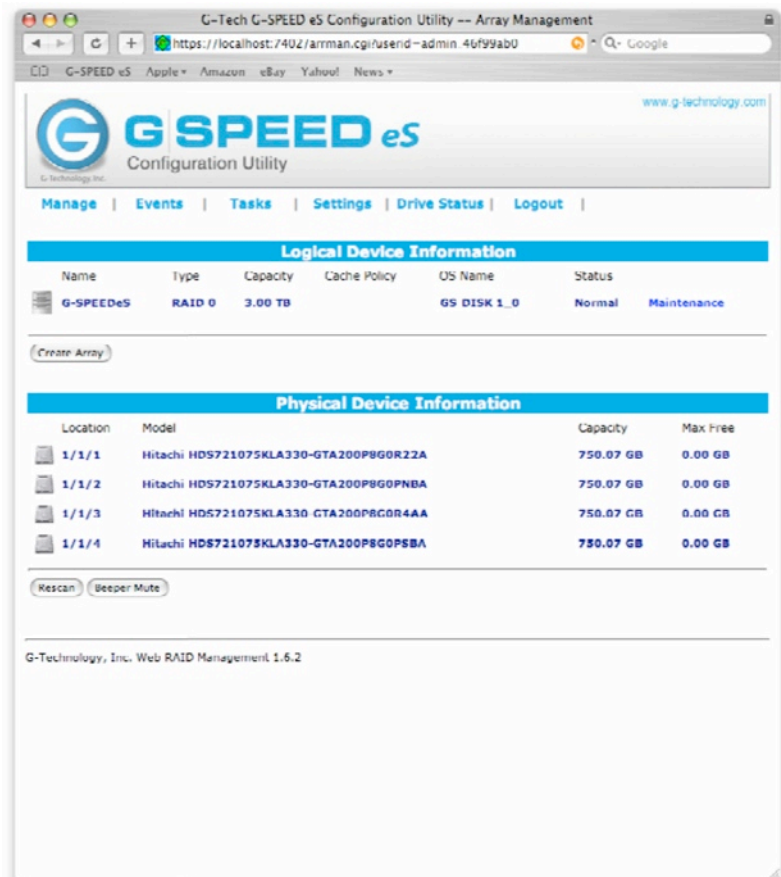 G-Tech G-SPEED eS Configuration Utility -- Array Management
https://localhost:7402/arrman.cgi?userid=admin_46f99ab0
Google
G-SPEED eS Apple Amazon eBay Yahoo! News
www.g-technology.com
G SPEED eS
Configuration Utility
G-Technology Inc.
Manage | Events | Tasks | Settings | Drive Status | Logout |
Logical Device Information
Name Type Capacity Cache Policy OS Name Status
G-SPEEDeS RAID 0 3.00 TB GS DISK 1_0 Normal Maintenance
Create Array
Physical Device Information
Location Model Capacity Max Free
1/1/1 Hitachi HDS721075KLA330-GTA200P8G0R22A 750.07 GB 0.00 GB
1/1/2 Hitachi HDS721075KLA330-GTA200P8G0PNBA 750.07 GB 0.00 GB
1/1/3 Hitachi HDS721075KLA330-GTA200P8G0R4AA 750.07 GB 0.00 GB
1/1/4 Hitachi HDS721075KLA330-GTA200P8G0PSBA 750.07 GB 0.00 GB
Rescan Beeper Mute
G-Technology, Inc. Web RAID Management 1.6.2